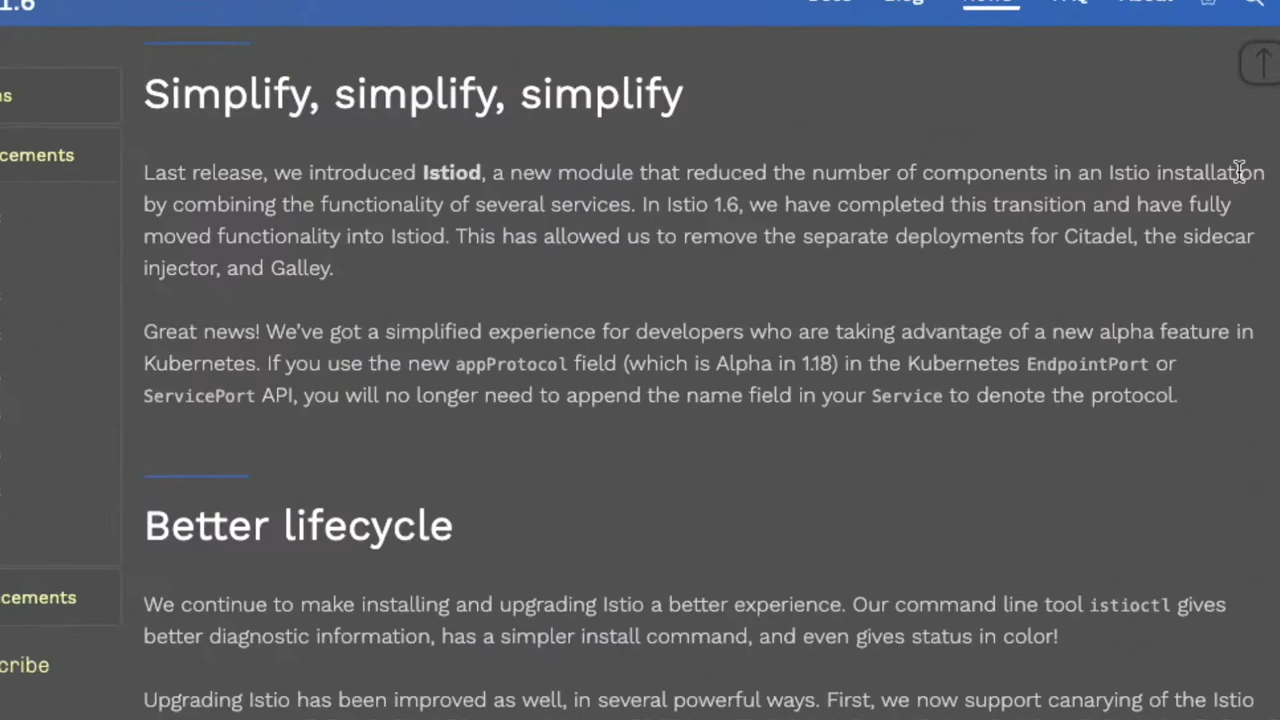 1.6
News
Simplify, simplify, simplify
Last release, we introduced Istiod, a new module that reduced the number of components in an Istio installation
by combining the functionality of several services. In Istio 1.6, we have completed this transition and have fully
moved functionality into Istiod. This has allowed us to remove the separate deployments for Citadel, the sidecar
injector, and Galley.
Great news! We’ve got a simplified experience for developers who are taking advantage of a new alpha feature in
Kubernetes. If you use the new appProtocol field (which is Alpha in 1.18) in the Kubernetes EndpointPort or
ServicePort API, you will no longer need to append the name field in your Service to denote the protocol.
Better lifecycle
We continue to make installing and upgrading Istio a better experience. Our command line tool istioctl gives
better diagnostic information, has a simpler install command, and even gives status in color!
Upgrading Istio has been improved as well, in several powerful ways. First, we now support canarying of the Istio
cements
cements
cribe